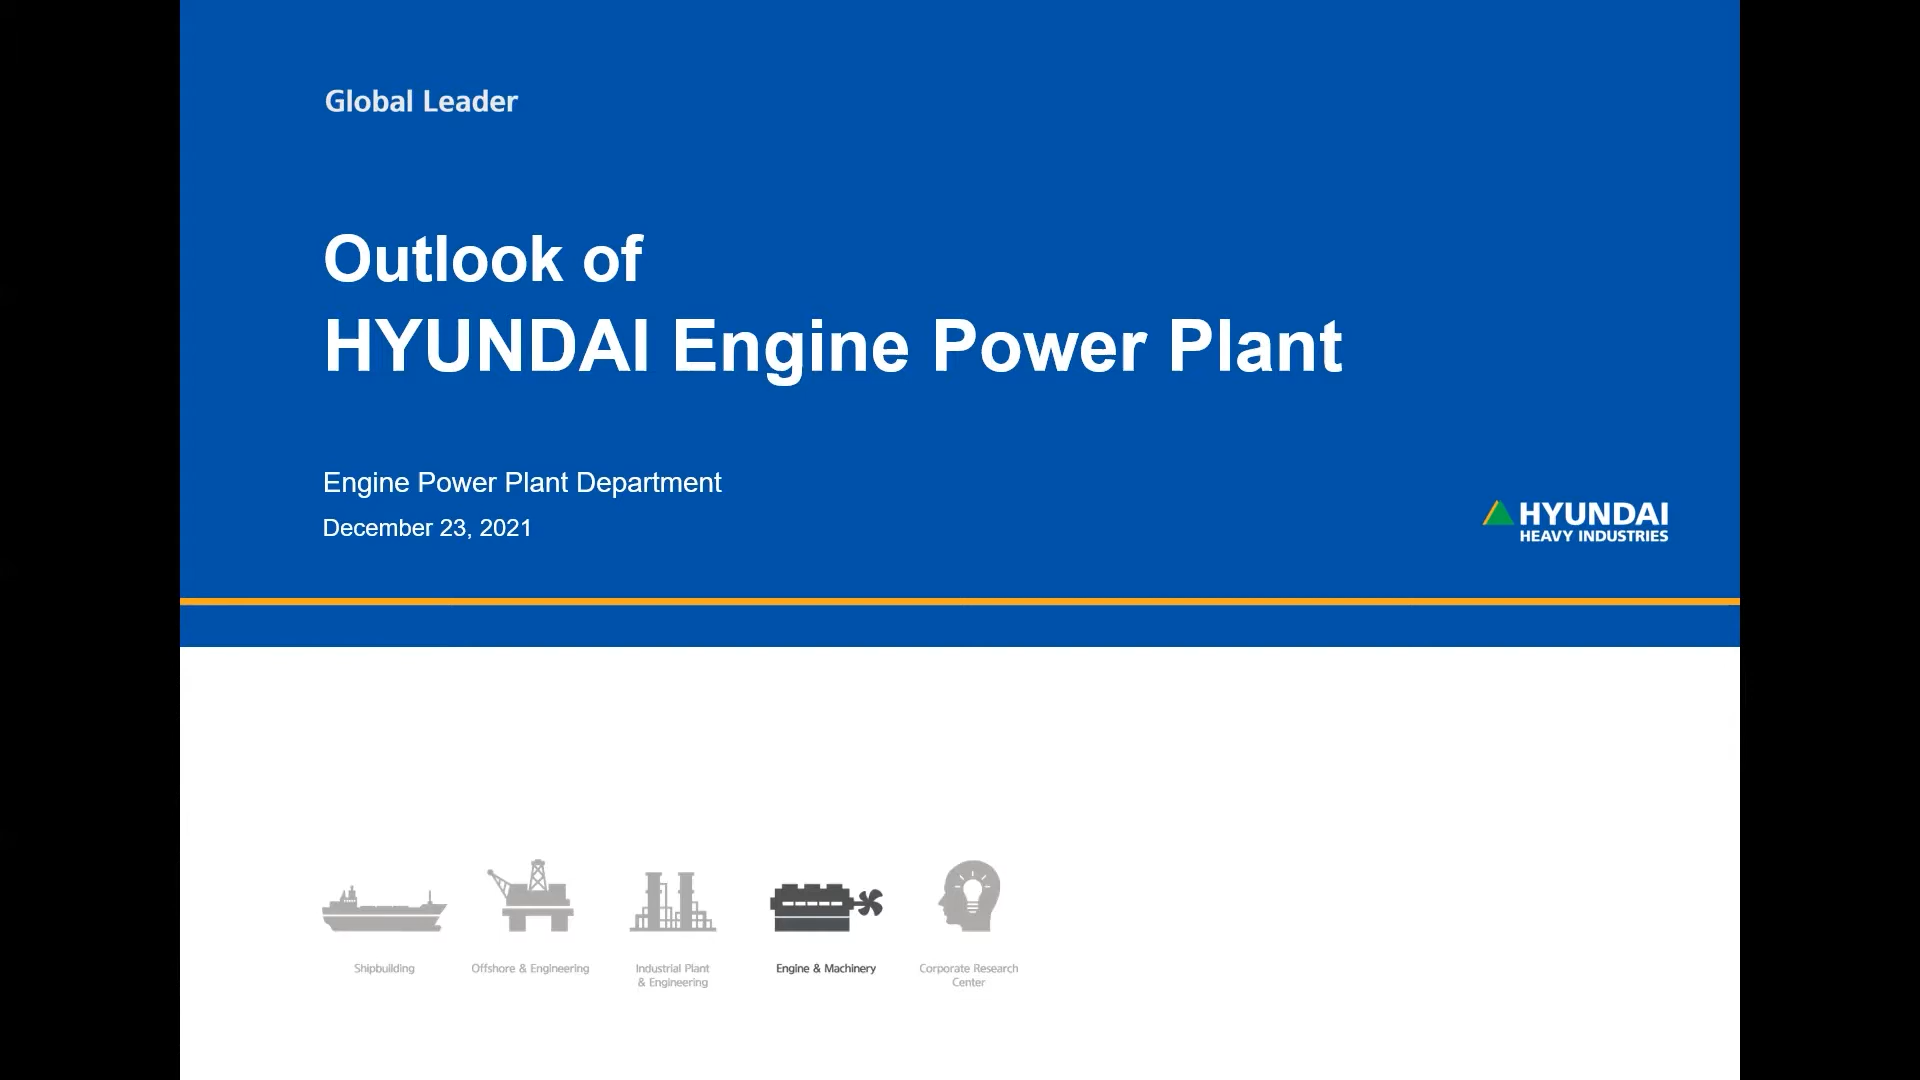 Global Leader
Outlook of
HYUNDAI Engine Power Plant
Engine Power Plant Department
December 23, 2021
HYUNDAI
HEAVY INDUSTRIES
Shipbuilding
Offshore & Engineering
Industrial Plant
& Engineering
Engine & Machinery
Corporate Research
Center